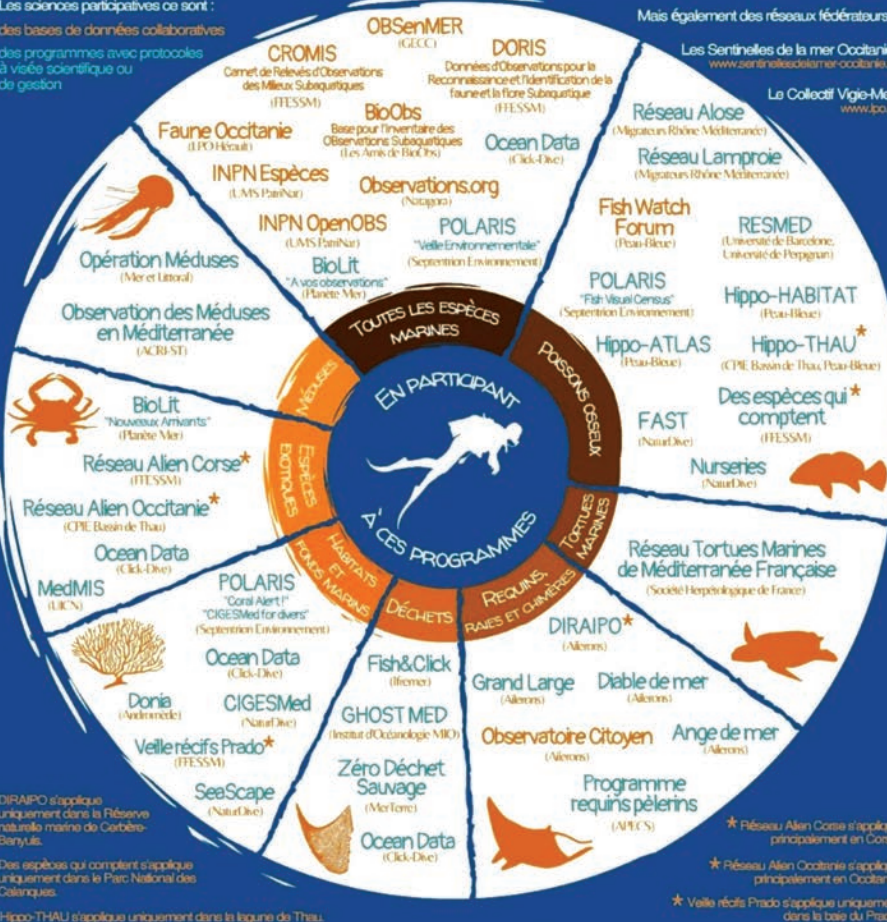 Les sciences participatives ce sont :
des bases de données collaboratives
des programmes avec protocoles
à visée scientifique ou
de gestion
Mais également des réseaux fédérateurs
Les Sentinelles de la mer Occitanie
www.sentinellesdelamer-occitanie.
Le Collectif Vigie-Me
www.lpo.
EN PARTICIPANT
À CES PROGRAMMES
TOUTES LES ESPÈCES
MARINES
OBSenMER
(GECC)
CROMIS
Carnet de Relevés d'Observations
des Milieux Subaquatiques
(FFESSM)
DORIS
Données d'Observations pour la
Reconnaissance et l'Identification de la
faune et la flore Subaquatique
(FFESSM)
BioObs
Base pour l'Inventaire des
OBservations Subaquatiques
(Les Amis de BioObs)
Faune Occitanie
(LPO Hérault)
Ocean Data
(Click-Dive)
INPN Espèces
(UMS PatriNat)
Observations.org
(Natagora)
INPN OpenOBS
(UMS PatriNat)
POLARIS
"Veille Environnementale"
(Septentrion Environnement)
BioLit
"A vos observations"
(Planète Mer)
POISSONS OSSEUX
Réseau Alose
(Migrateurs Rhône Méditerranée)
Réseau Lamproie
(Migrateurs Rhône Méditerranée)
Fish Watch
Forum
(Peau-Bleue)
RESMED
(Université de Barcelone,
Université de Perpignan)
POLARIS
"Fish Visual Census"
(Septentrion Environnement)
Hippo-HABITAT
(Peau-Bleue)
Hippo-ATLAS
(Peau-Bleue)
Hippo-THAU*
(CPIE Bassin de Thau, Peau-Bleue)
Des espèces qui*
comptent
(FFESSM)
FAST
(NaturDive)
Nurseries
(NaturDive)
TORTUES
MARINES
Réseau Tortues Marines
de Méditerranée Française
(Société Herpétologique de France)
REQUINS,
RAIES ET CHIMÈRES
DIRAIPO*
(Ailerons)
Grand Large
(Ailerons)
Diable de mer
(Ailerons)
Observatoire Citoyen
(Ailerons)
Ange de mer
(Ailerons)
Programme
requins pèlerins
(APECS)
DÉCHETS
Fish&Click
(Ifremer)
GHOST MED
(Institut d'Océanologie MIO)
Zéro Déchet
Sauvage
(MerTerre)
Ocean Data
(Click-Dive)
HABITATS
ET
FONDS MARINS
POLARIS
"Coral Alert!"
"CIGESMed for divers"
(Septentrion Environnement)
Ocean Data
(Click-Dive)
Donia
(Andromède)
CIGESMed
(NaturDive)
Veille récifs Prado*
(FFESSM)
SeaScape
(NaturDive)
ESPÈCES
EXOTIQUES
BioLit
"Nouveaux Arrivants"
(Planète Mer)
Réseau Alien Corse*
(FFESSM)
Réseau Alien Occitanie*
(CPIE Bassin de Thau)
Ocean Data
(Click-Dive)
MedMIS
(UICN)
MÉDUSES
Opération Méduses
(Mer et Littoral)
Observation des Méduses
en Méditerranée
(ACRI-ST)
DIRAIPO s'applique
uniquement dans la Réserve
naturelle marine de Cerbère-
Banyuls.
Des espèces qui comptent s'applique
uniquement dans le Parc National des
Calanques.
Hippo-THAU s'applique uniquement dans la lagune de Thau.
* Réseau Alien Corse s'appliq
principalement en Cor
* Réseau Alien Occitanie s'appliq
principalement en Occitan
* Veille récifs Prado s'applique uniquem
dans la baie du Pra